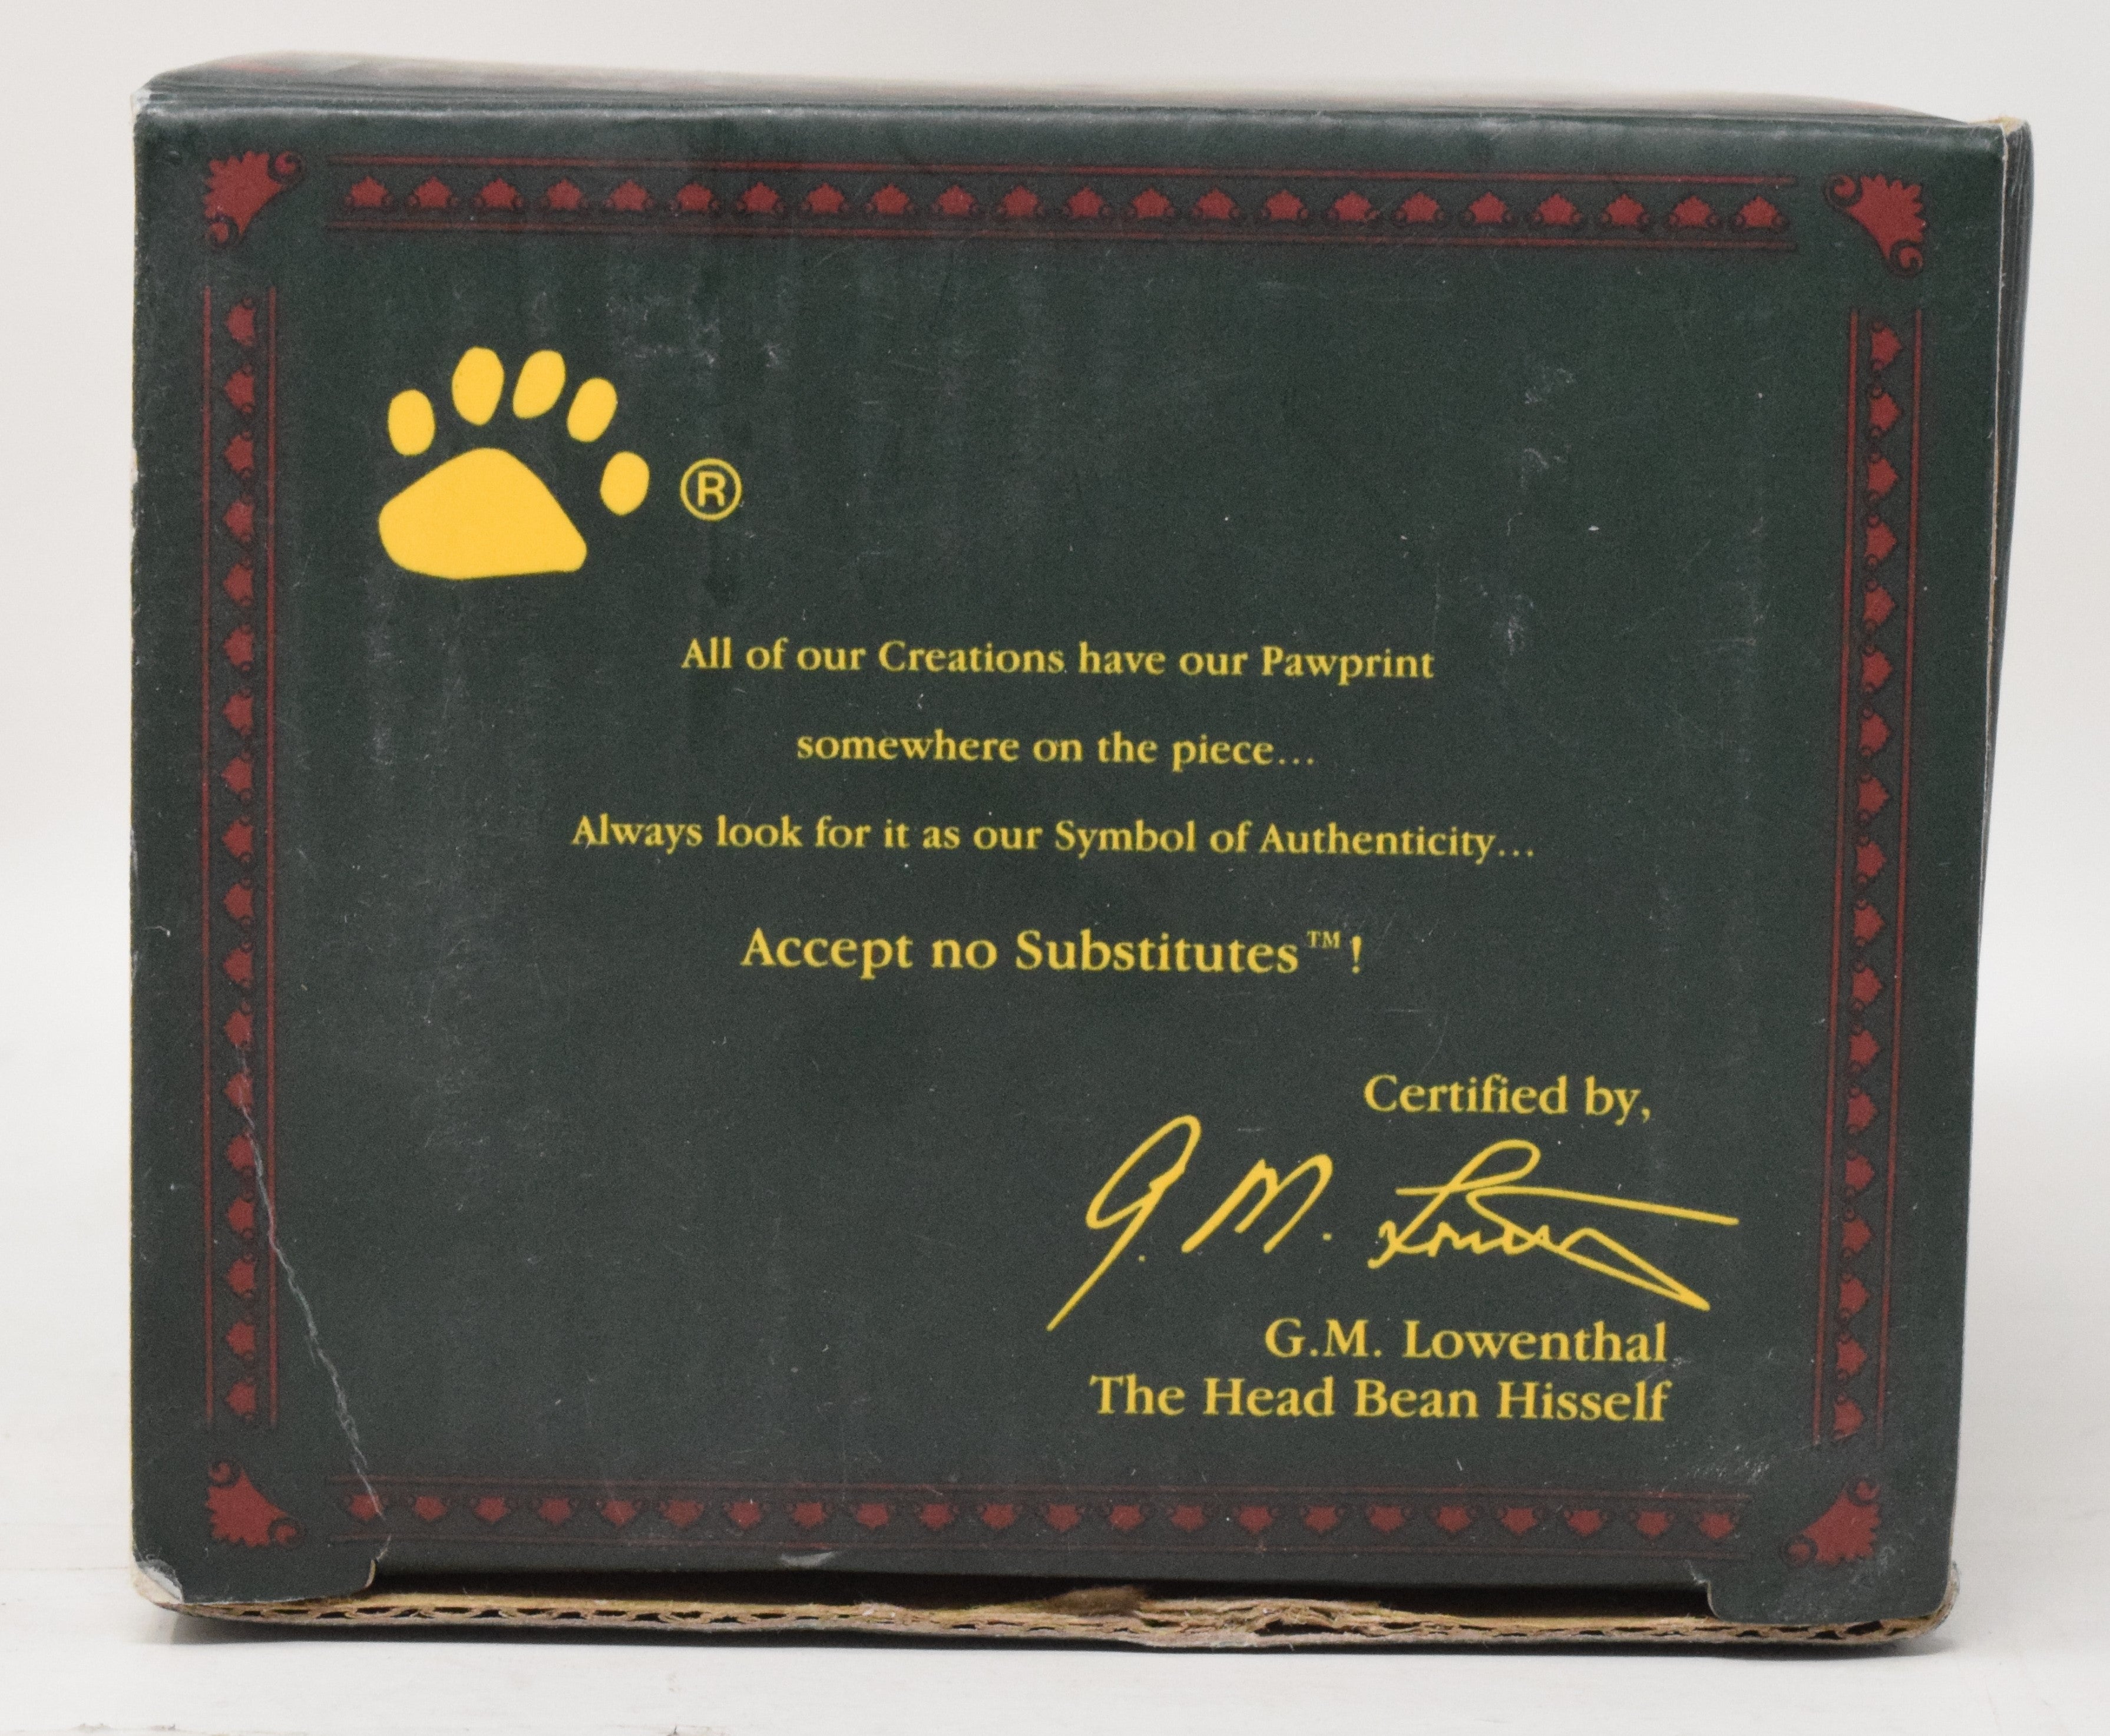 ®
All of our Creations have our Pawprint
somewhere on the piece...
Always look for it as our Symbol of Authenticity...
Accept no Substitutes™!
Certified by,
G. M. Lowenthal
G.M. Lowenthal
The Head Bean Hisself